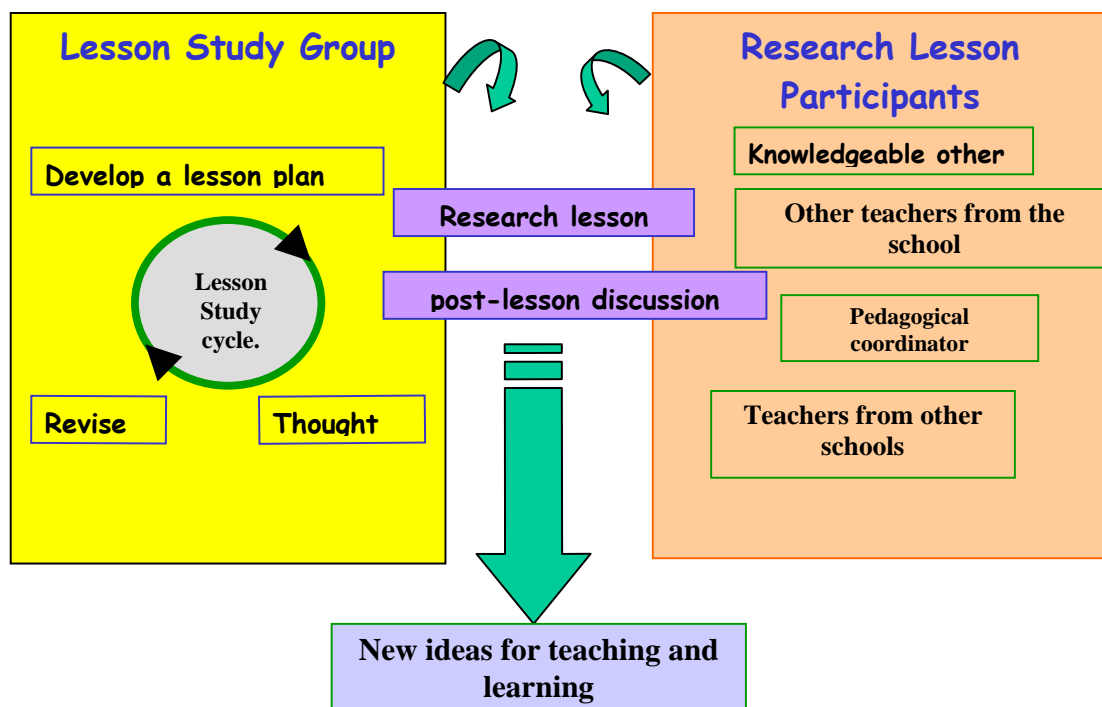 Lesson Study Group
Develop a lesson plan
Lesson
Study
cycle.
Revise
Thought
Research lesson
post-lesson discussion
Research Lesson
Participants
Knowledgeable other
Other teachers from the
school
Pedagogical
coordinator
Teachers from other
schools
New ideas for teaching and
learning